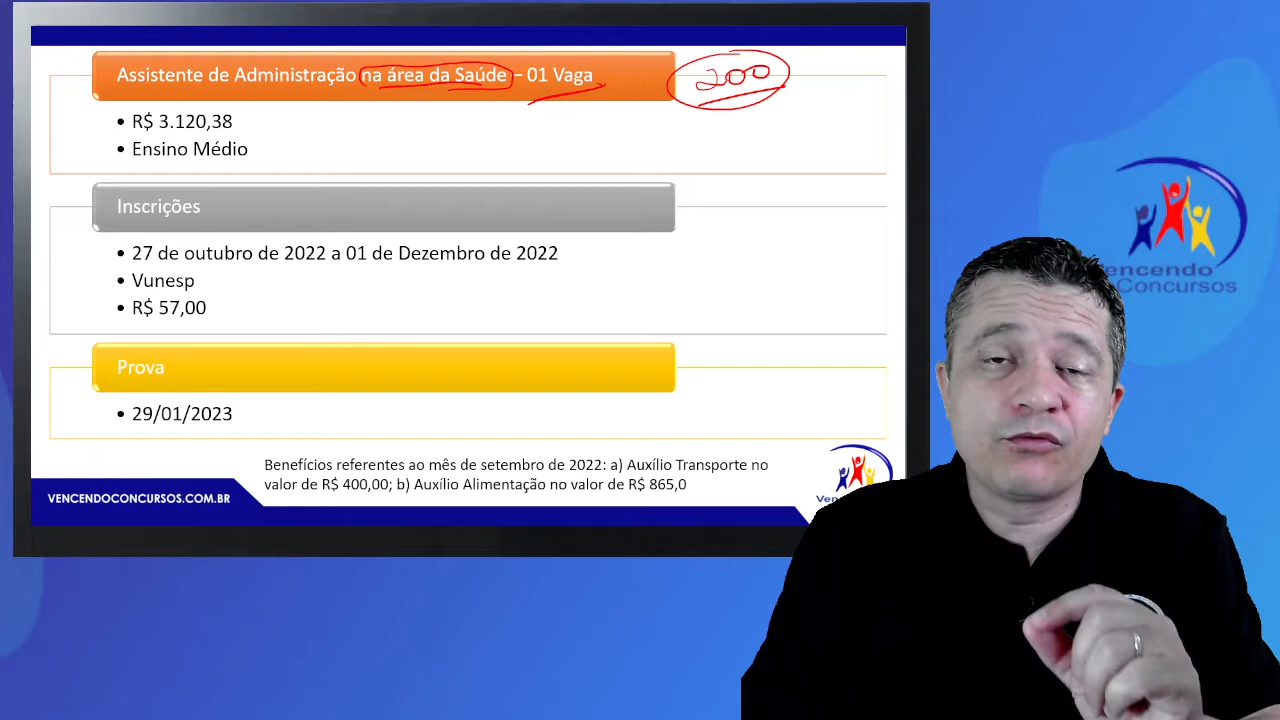 Assistente de Administração na área da Saúde – 01 Vaga
200
• R$ 3.120,38
• Ensino Médio
Inscrições
• 27 de outubro de 2022 a 01 de Dezembro de 2022
• Vunesp
• R$ 57,00
Prova
• 29/01/2023
Benefícios referentes ao mês de setembro de 2022: a) Auxílio Transporte no
valor de R$ 400,00; b) Auxílio Alimentação no valor de R$ 865,0
VENCENDOCONCURSOS.COM.BR
Concursos